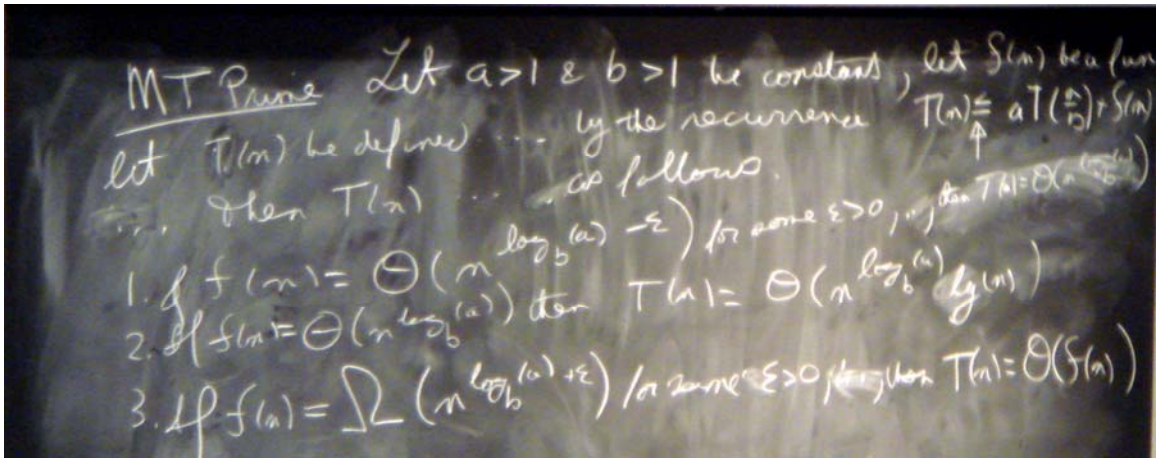 MT Prime Let a>1 & b>1 be constant, let f(n) be a fun
let T(n) be defined .... by the recurrence T(n) ≤ a T(n/b) + f(n)
.... then T(n) ... as follows. ↑
1. If f(n) = Θ(n^{log_b(a) - ε}) for some ε>0, .., then T(n) = O(n^{log_b(a)})
2. If f(n) = Θ(n^{log_b(a)}) then T(n) = Θ(n^{log_b(a)} lg(n))
3. If f(n) = Ω(n^{log_b(a) + ε}) for some ε>0, then T(n) = O(f(n))